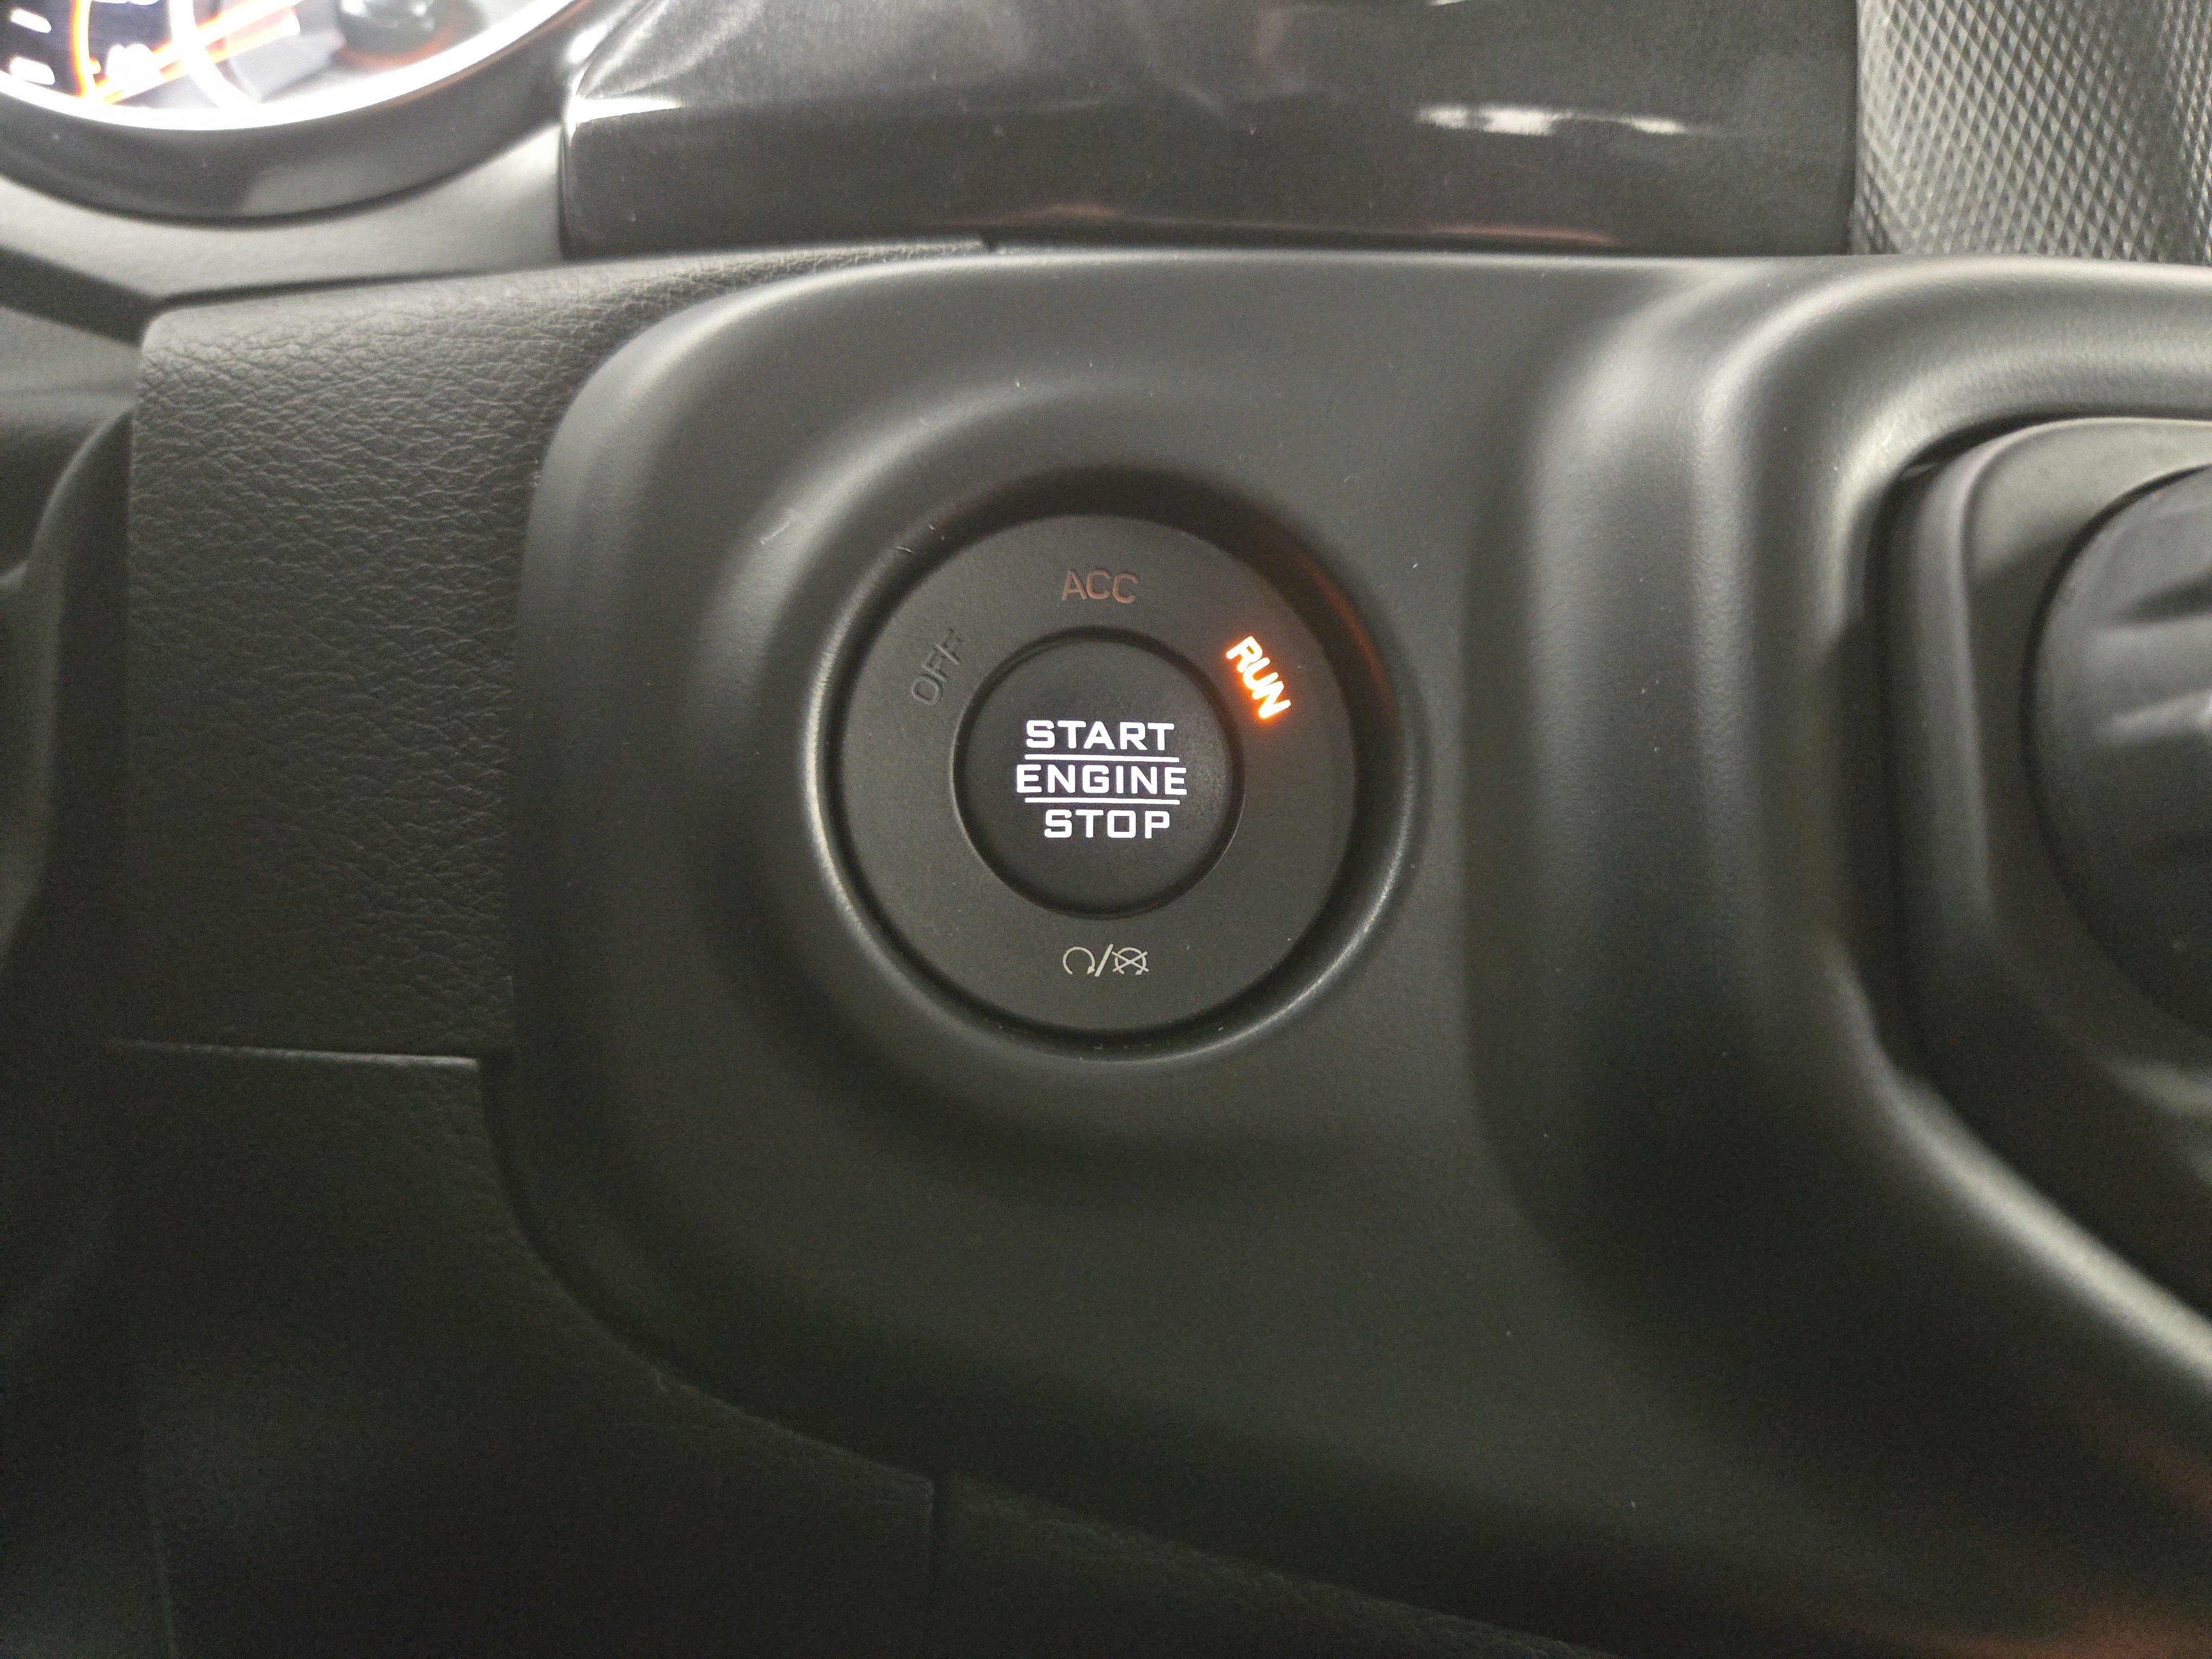 ACC
OFF
RUN
START
ENGINE
STOP